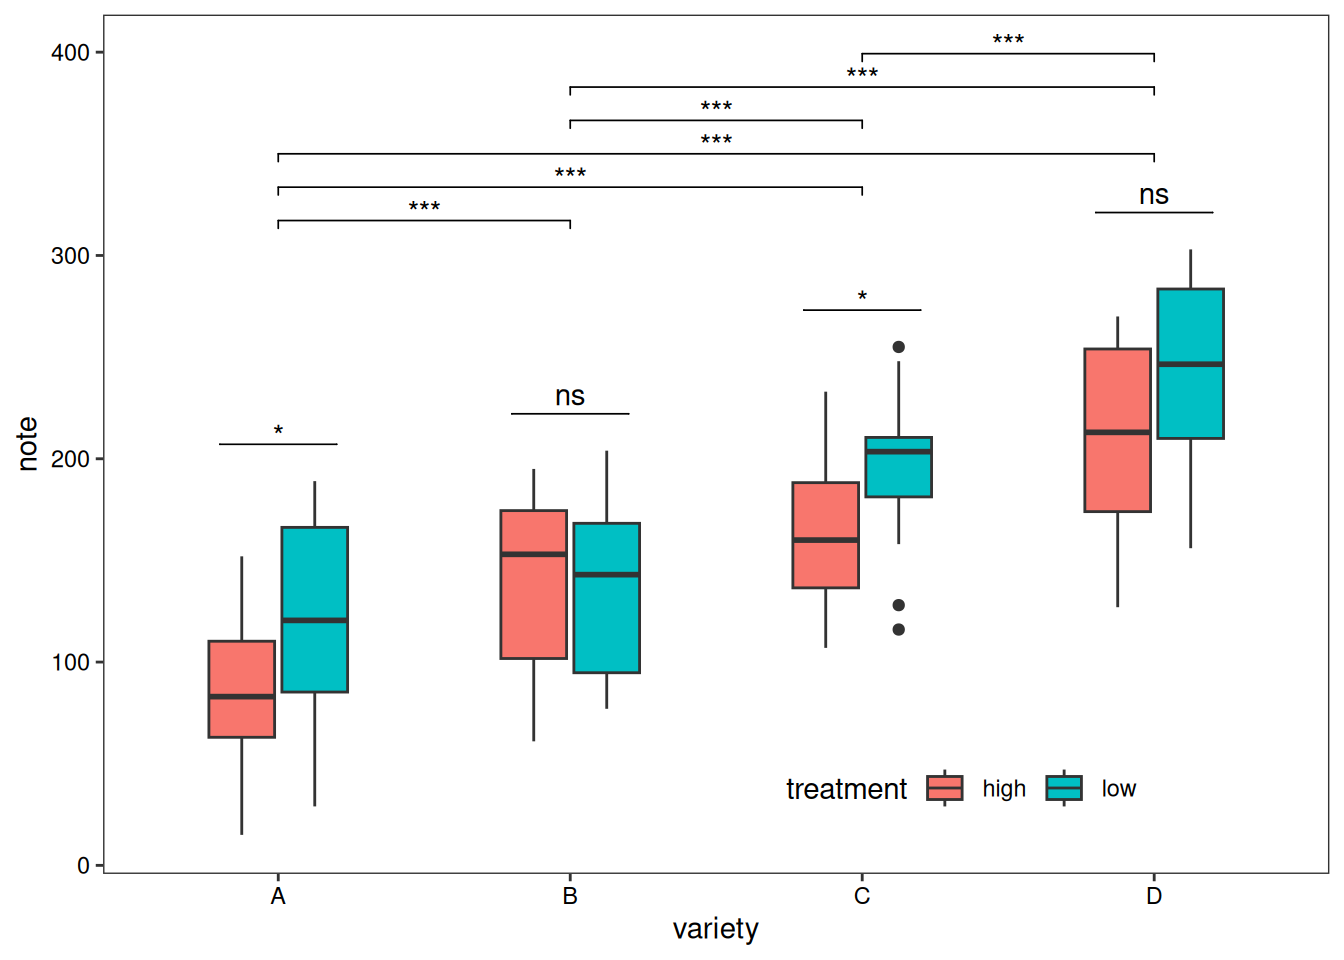 400
***
***
***
***
***
***
ns
300
*
ns
*
200
100
treatment high low
0
A B C D
variety
note